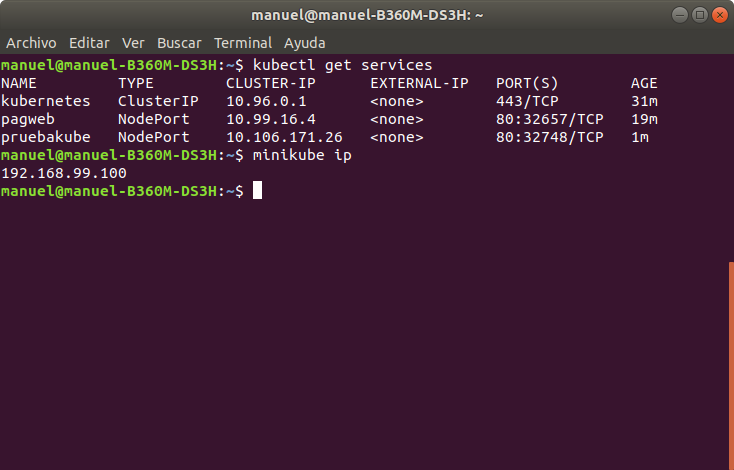 manuel@manuel-B360M-DS3H: ~
Archivo Editar Ver Buscar Terminal Ayuda
manuel@manuel-B360M-DS3H:~$ kubectl get services
NAME         TYPE        CLUSTER-IP      EXTERNAL-IP   PORT(S)        AGE
kubernetes   ClusterIP   10.96.0.1       <none>        443/TCP        31m
pagweb       NodePort    10.99.16.4      <none>        80:32657/TCP   19m
pruebakube   NodePort    10.106.171.26   <none>        80:32748/TCP   1m
manuel@manuel-B360M-DS3H:~$ minikube ip
192.168.99.100
manuel@manuel-B360M-DS3H:~$